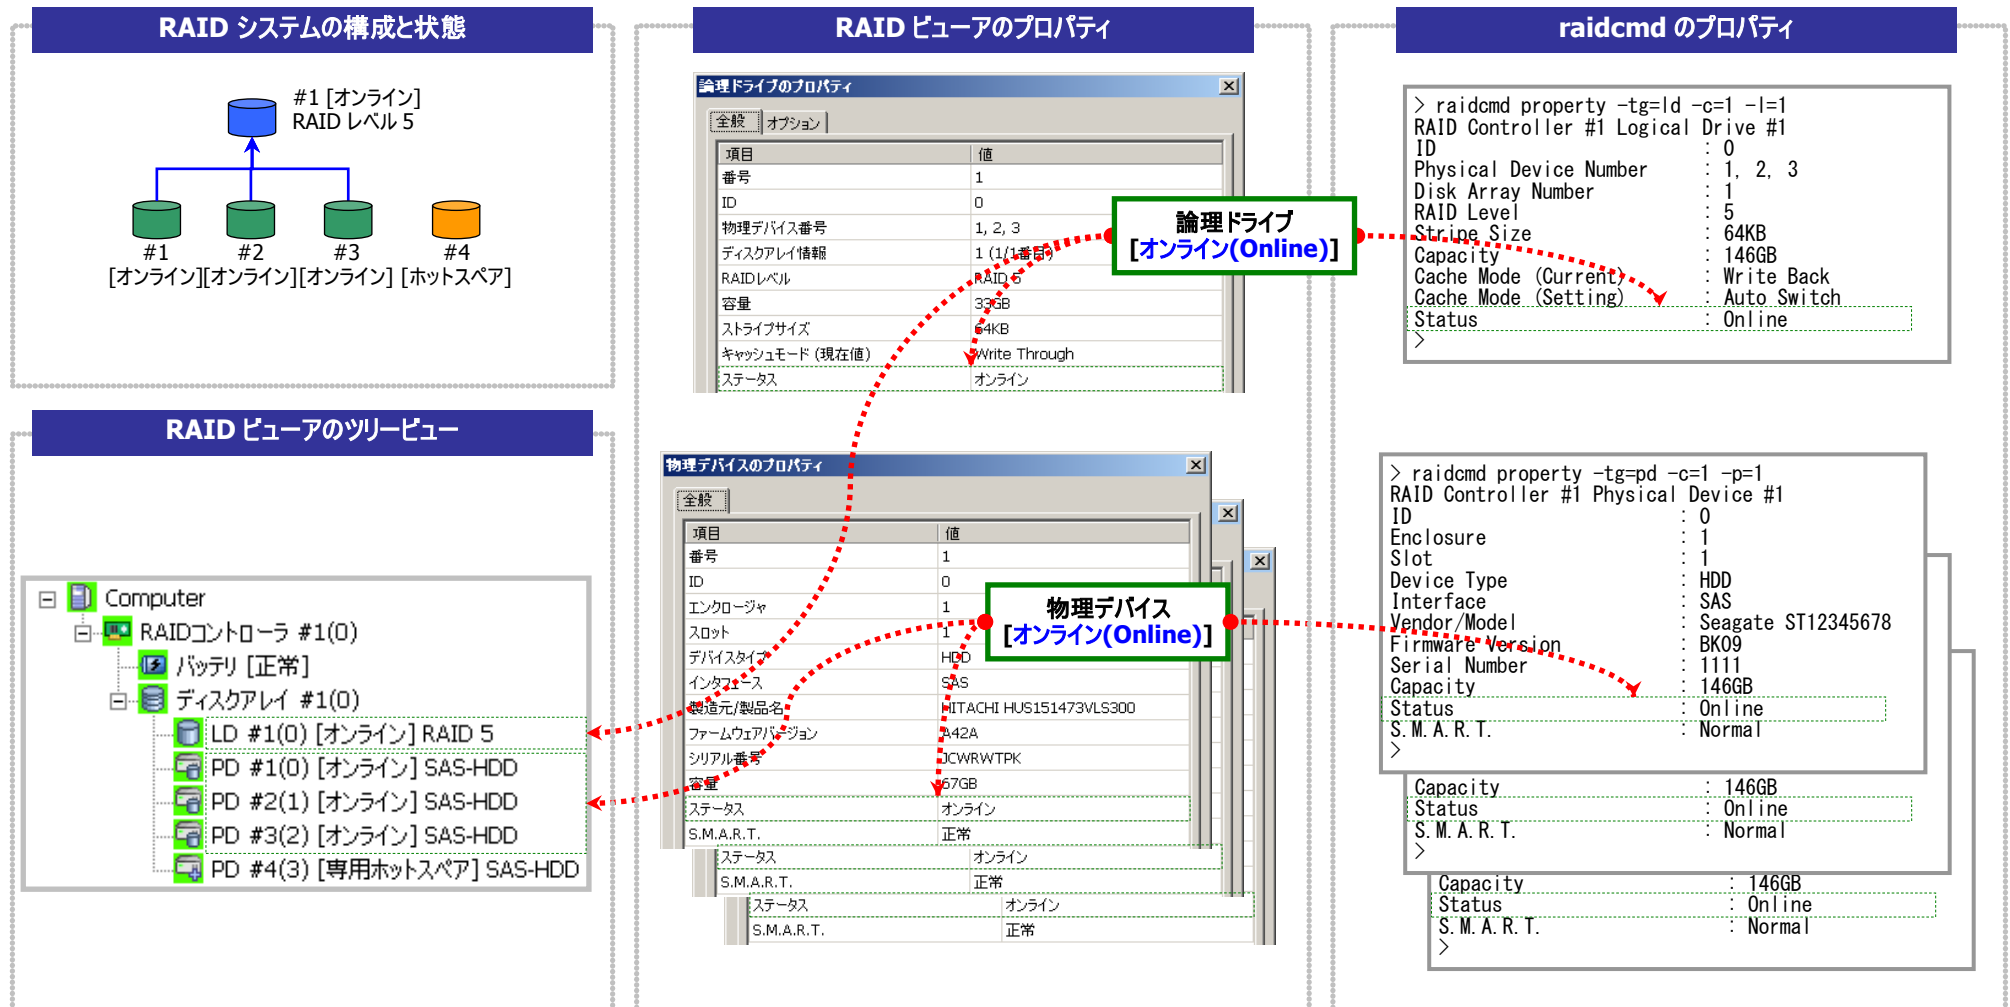 RAID システムの構成と状態
#1 [オンライン]
RAID レベル 5
#1 #2 #3 #4
[オンライン][オンライン][オンライン] [ホットスペア]
RAID ビューアのツリービュー
Computer
RAIDコントローラ #1(0)
バッテリ [正常]
ディスクアレイ #1(0)
LD #1(0) [オンライン] RAID 5
PD #1(0) [オンライン] SAS-HDD
PD #2(1) [オンライン] SAS-HDD
PD #3(2) [オンライン] SAS-HDD
PD #4(3) [専用ホットスペア] SAS-HDD
RAID ビューアのプロパティ
論理ドライブのプロパティ
全般 オプション
項目 値
番号 1
ID 0
物理デバイス番号 1, 2, 3
ディスクアレイ情報 1 (1/1番目)
RAIDレベル RAID 5
容量 33GB
ストライプサイズ 64KB
キャッシュモード (現在値) Write Through
ステータス オンライン
論理ドライブ
[オンライン(Online)]
物理デバイスのプロパティ
全般
項目 値
番号 1
ID 0
エンクロージャ 1
スロット 1
デバイスタイプ HDD
インタフェース SAS
製造元/製品名 HITACHI HUS151473VLS300
ファームウェアバージョン A42A
シリアル番号 JCWRWTPK
容量 67GB
ステータス オンライン
S.M.A.R.T. 正常
ステータス オンライン
S.M.A.R.T. 正常
ステータス オンライン
S.M.A.R.T. 正常
物理デバイス
[オンライン(Online)]
raidcmd のプロパティ
> raidcmd property -tg=ld -c=1 -l=1
RAID Controller #1 Logical Drive #1
ID : 0
Physical Device Number : 1, 2, 3
Disk Array Number : 1
RAID Level : 5
Stripe Size : 64KB
Capacity : 146GB
Cache Mode (Current) : Write Back
Cache Mode (Setting) : Auto Switch
Status : Online
>
> raidcmd property -tg=pd -c=1 -p=1
RAID Controller #1 Physical Device #1
ID : 0
Enclosure : 1
Slot : 1
Device Type : HDD
Interface : SAS
Vendor/Model : Seagate ST12345678
Firmware Version : BK09
Serial Number : 1111
Capacity : 146GB
Status : Online
S.M.A.R.T. : Normal
>
Capacity : 146GB
Status : Online
S.M.A.R.T. : Normal
>
Capacity : 146GB
Status : Online
S.M.A.R.T. : Normal
>